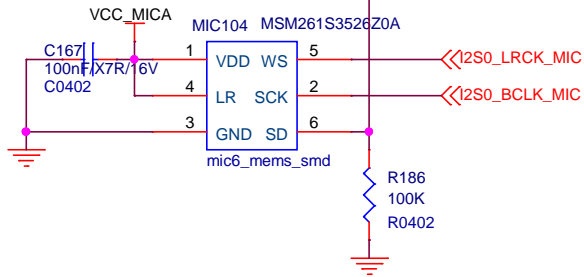 VCC_MICA
MIC104 MSM261S3526Z0A
C167
100nF/X7R/16V
C0402
1 VDD WS 5
I2S0_LRCK_MIC
4 LR SCK 2
I2S0_BCLK_MIC
3 GND SD 6
mic6_mems_smd
R186
100K
R0402